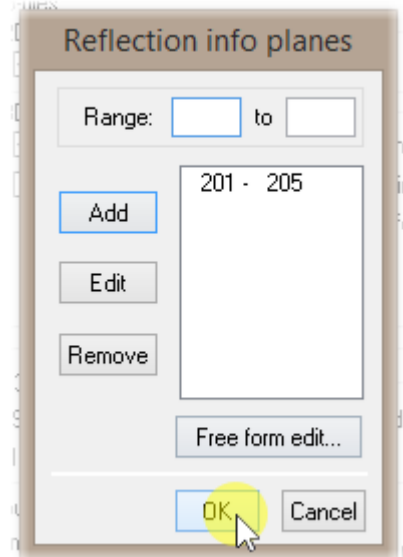 Reflection info planes
Range: to
201 - 205
Add
Edit
Remove
Free form edit...
OK Cancel